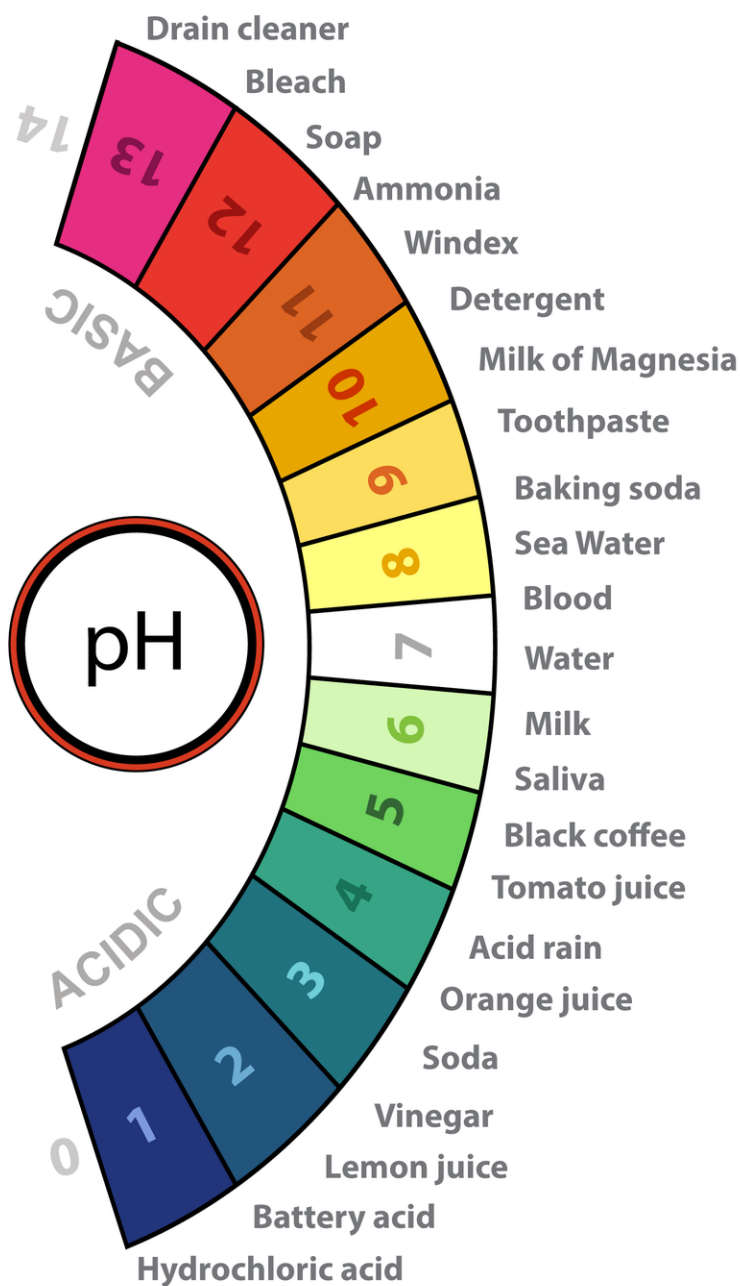 Drain cleaner
Bleach
Soap
Ammonia
Windex
Detergent
Milk of Magnesia
Toothpaste
Baking soda
Sea Water
Blood
Water
Milk
Saliva
Black coffee
Tomato juice
Acid rain
Orange juice
Soda
Vinegar
Lemon juice
Battery acid
Hydrochloric acid
14
13
12
11
10
9
8
7
6
5
4
3
2
1
0
BASIC
pH
ACIDIC